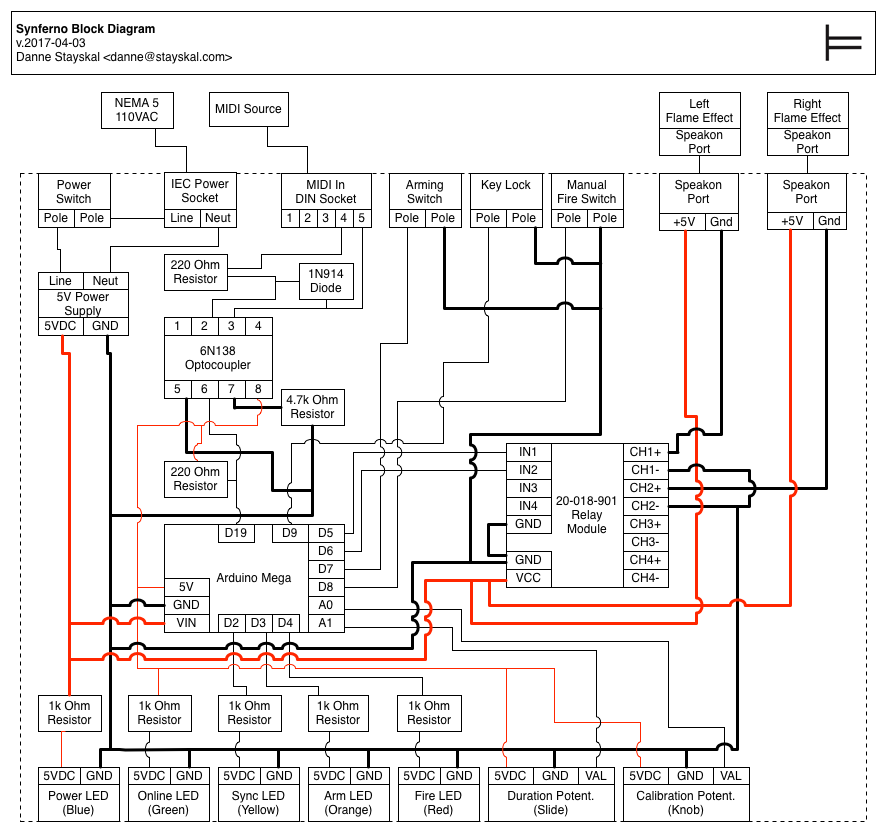 Synferno Block Diagram
v.2017-04-03
Danne Stayskal <danne@stayskal.com>
NEMA 5
110VAC
MIDI Source
Left
Flame Effect
Speakon
Port
Right
Flame Effect
Speakon
Port
Power
Switch
Pole
Pole
IEC Power
Socket
Line
Neut
MIDI In
DIN Socket
1
2
3
4
5
Arming
Switch
Pole
Pole
Key Lock
Pole
Pole
Manual
Fire Switch
Pole
Pole
Speakon
Port
+5V
Gnd
Speakon
Port
+5V
Gnd
Line
Neut
5V Power
Supply
5VDC
GND
220 Ohm
Resistor
1N914
Diode
1
2
3
4
6N138
Optocoupler
5
6
7
8
4.7k Ohm
Resistor
220 Ohm
Resistor
IN1
IN2
IN3
IN4
GND
GND
VCC
20-018-901
Relay
Module
CH1+
CH1-
CH2+
CH2-
CH3+
CH3-
CH4+
CH4-
D19
D9
D5
D6
D7
D8
A0
A1
Arduino Mega
5V
GND
VIN
D2
D3
D4
1k Ohm
Resistor
1k Ohm
Resistor
1k Ohm
Resistor
1k Ohm
Resistor
1k Ohm
Resistor
5VDC
GND
Power LED
(Blue)
5VDC
GND
Online LED
(Green)
5VDC
GND
Sync LED
(Yellow)
5VDC
GND
Arm LED
(Orange)
5VDC
GND
Fire LED
(Red)
5VDC
GND
VAL
Duration Potent.
(Slide)
5VDC
GND
VAL
Calibration Potent.
(Knob)